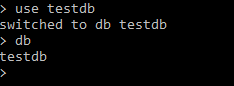 > use testdb
switched to db testdb
> db
testdb
>